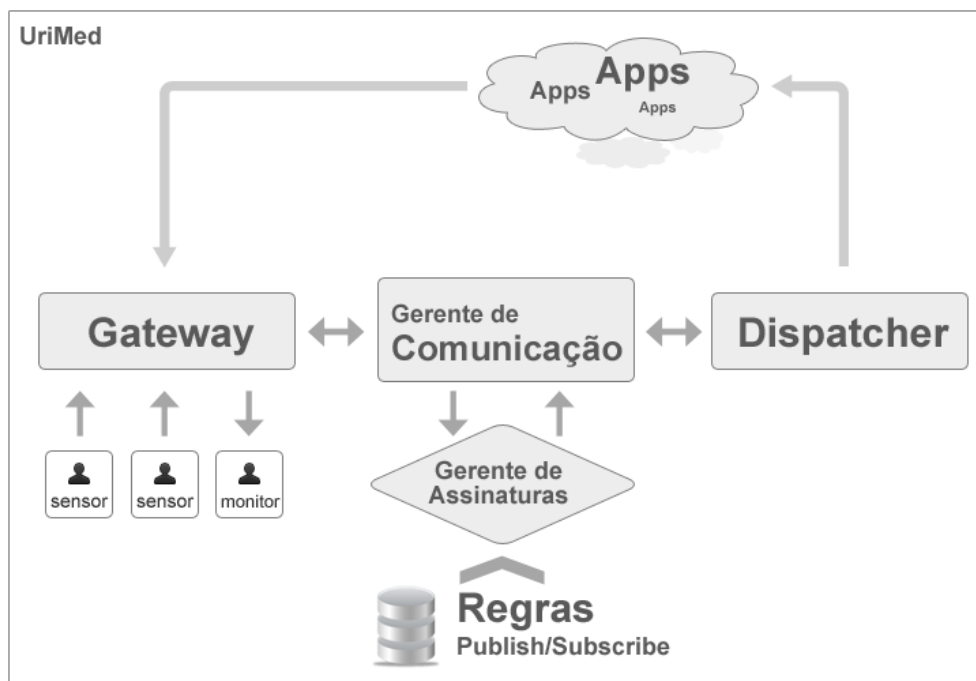 UriMed
Apps
Apps
Apps
Gateway
Gerente de
Comunicação
Dispatcher
sensor
sensor
monitor
Gerente de
Assinaturas
Regras
Publish/Subscribe